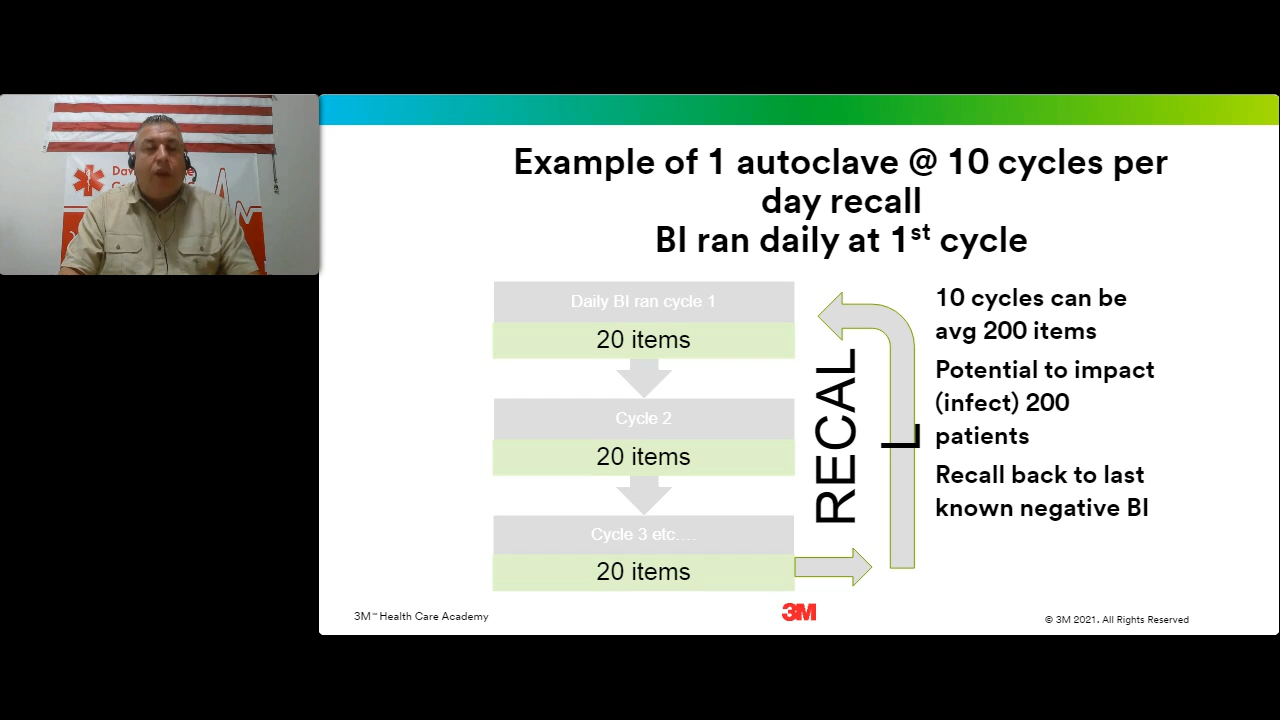 Example of 1 autoclave @ 10 cycles per
day recall
BI ran daily at 1st cycle
Daily BI ran cycle 1
20 items
Cycle 2
20 items
Cycle 3 etc....
20 items
RECAL
L
10 cycles can be
avg 200 items
Potential to impact
(infect) 200
patients
Recall back to last
known negative BI
3M™ Health Care Academy
3M
© 3M 2021. All Rights Reserved